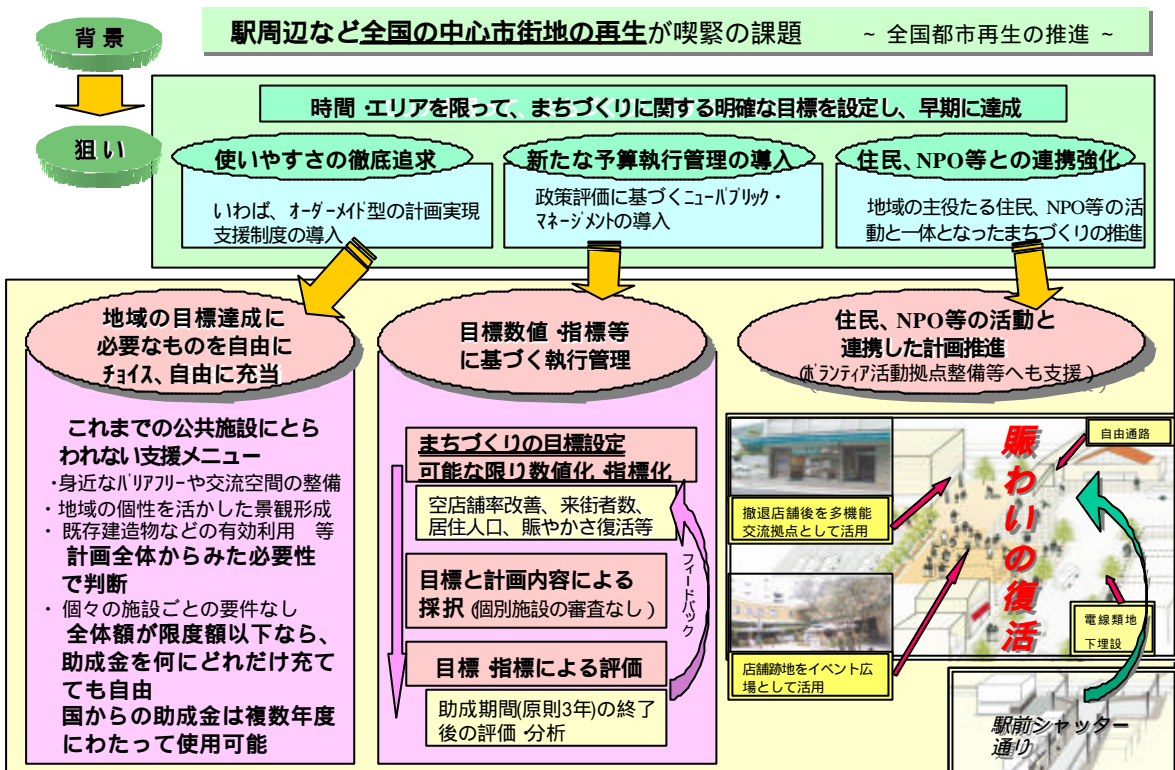 背景
駅周辺など全国の中心市街地の再生が喫緊の課題　~ 全国都市再生の推進 ~
狙い
時間・エリアを限って、まちづくりに関する明確な目標を設定し、早期に達成
使いやすさの徹底追求
いわば、オーダーメイド型の計画実現
支援制度の導入
新たな予算執行管理の導入
政策評価に基づくニューパブリック・
マネージメントの導入
住民、NPO等との連携強化
地域の主役たる住民、NPO等の活
動と一体となったまちづくりの推進
地域の目標達成に
必要なものを自由に
チョイス、自由に充当
これまでの公共施設にとら
われない支援メニュー
・身近なバリアフリーや交流空間の整備
・地域の個性を活かした景観形成
・既存建造物などの有効利用　等
計画全体からみた必要性
で判断
・個々の施設ごとの要件なし
全体額が限度額以下なら、
助成金を何にどれだけ充て
ても自由
国からの助成金は複数年度
にわたって使用可能
目標数値・指標等
に基づく執行管理
まちづくりの目標設定
可能な限り数値化・指標化
空店舗率改善、来街者数、
居住人口、賑やかさ復活等
目標と計画内容による
採択(個別施設の審査なし)
目標・指標による評価
助成期間(原則3年)の終了
後の評価・分析
フィードバック
住民、NPO等の活動と
連携した計画推進
(ボランティア活動拠点整備等へも支援)
賑わいの復活
自由通路
撤退店舗後を多機能
交流拠点として活用
電線類地
下埋設
店舗跡地をイベント広
場として活用
駅前シャッター
通り